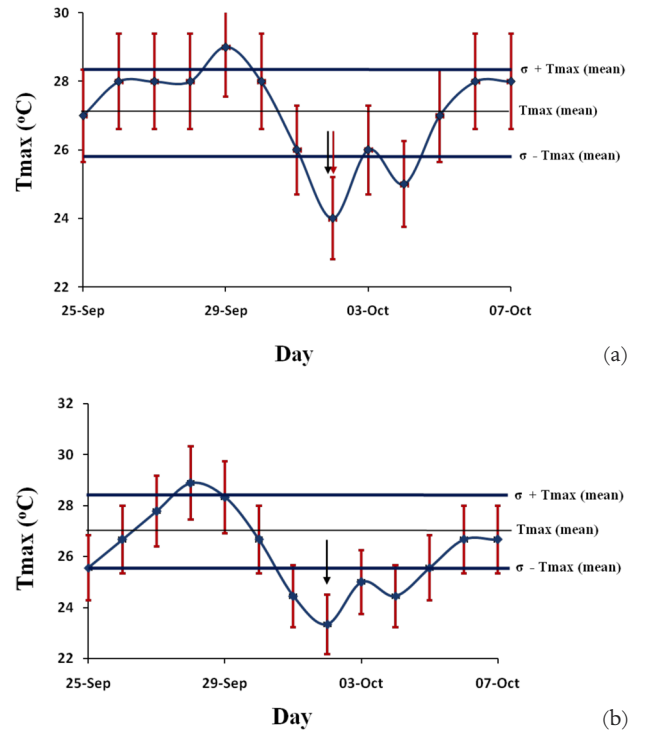 30
28
26
24
22
Tmax (ºC)
σ + Tmax (mean)
Tmax (mean)
σ - Tmax (mean)
25-Sep 29-Sep 03-Oct 07-Oct
Day
(a)
32
30
28
26
24
22
Tmax (ºC)
σ + Tmax (mean)
Tmax (mean)
σ - Tmax (mean)
25-Sep 29-Sep 03-Oct 07-Oct
Day
(b)